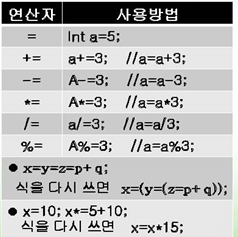 연산자 사용방법
= Int a=5;
+= a+=3; //a=a+3;
-= A-=3; //a=a-3;
*= A*=3; //a=a*3;
/= a/=3; //a=a/3;
%= A%=3; //a=a%3;
● x=y=z=p+q;
식을 다시 쓰면 x=(y=(z=p+q));
● x=10; x*=5+10;
식을 다시 쓰면 x=x*15;